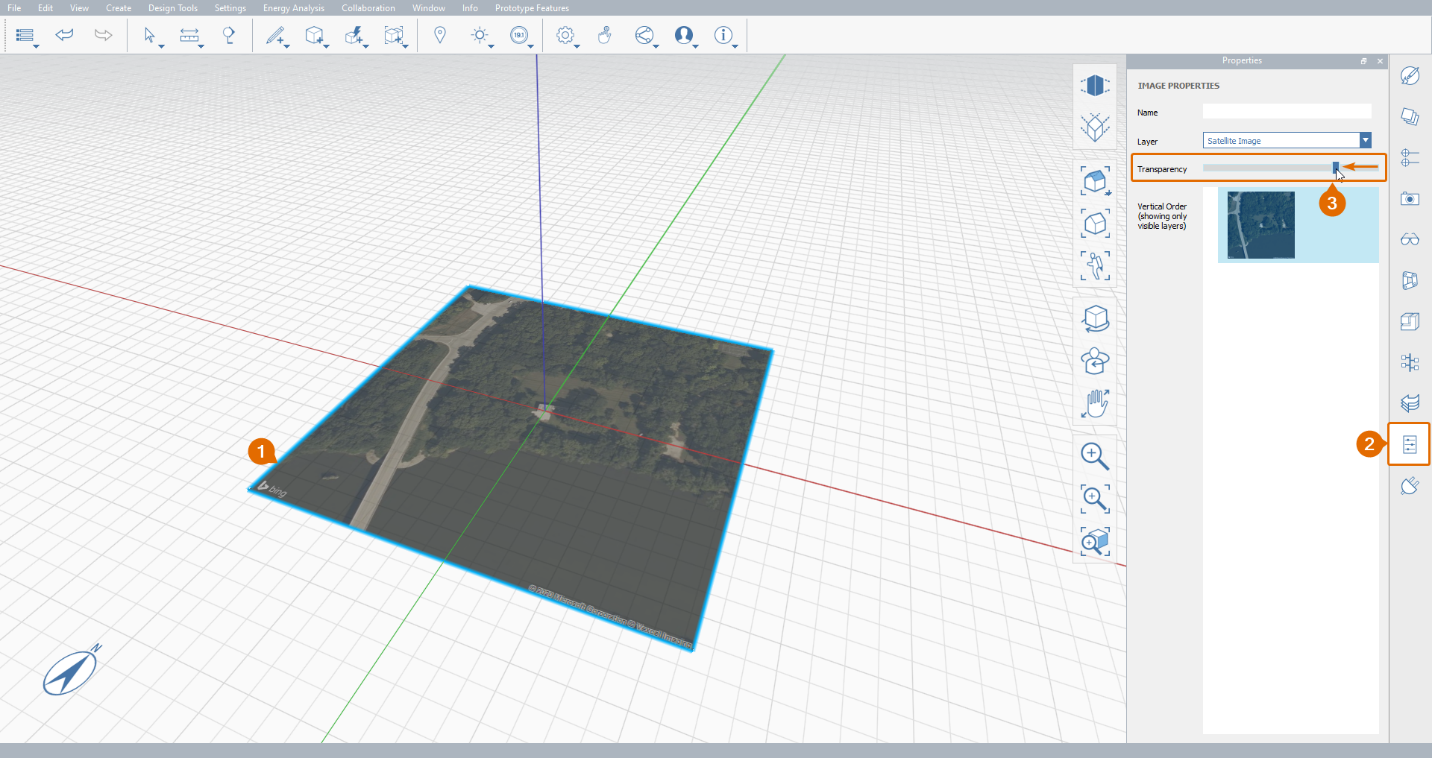 File Edit View Create Design Tools Settings Energy Analysis Collaboration Window Info Prototype Features
Properties
IMAGE PROPERTIES
Name
Layer Satellite Image
Transparency
3
Vertical Order
(showing only
visible layers)
1
2
bing
N